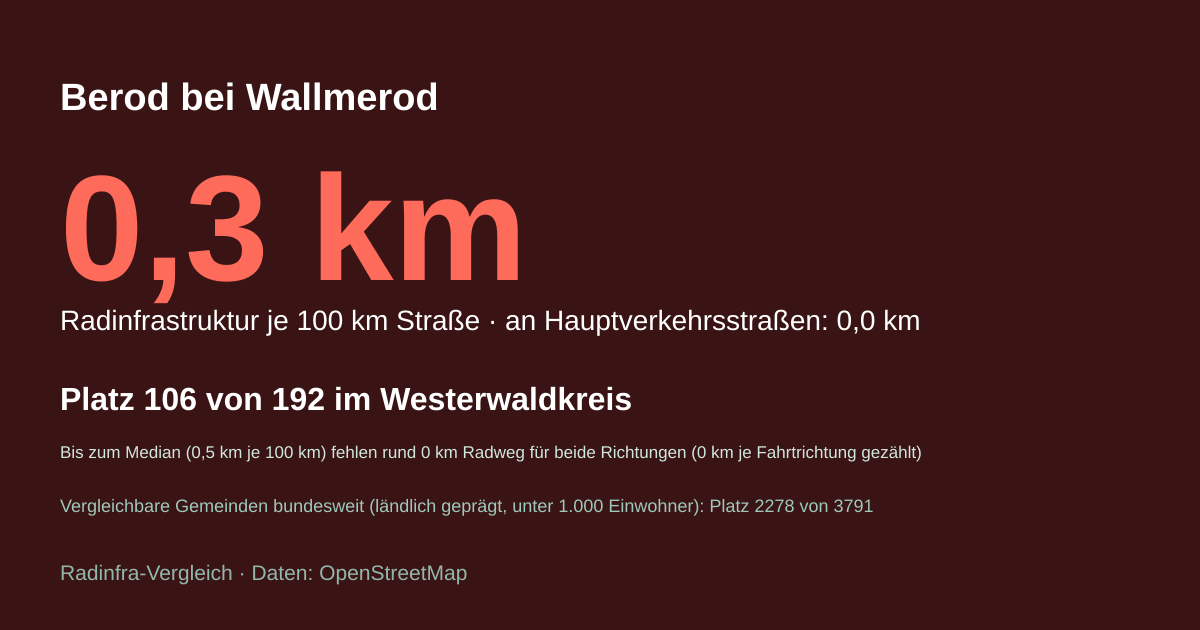 Berod bei Wallmerod
0,3 km
Radinfrastruktur je 100 km Straße · an Hauptverkehrsstraßen: 0,0 km
Platz 106 von 192 im Westerwaldkreis
Bis zum Median (0,5 km je 100 km) fehlen rund 0 km Radweg für beide Richtungen (0 km je Fahrtrichtung gezählt)
Vergleichbare Gemeinden bundesweit (ländlich geprägt, unter 1.000 Einwohner): Platz 2278 von 3791
Radinfra-Vergleich · Daten: OpenStreetMap